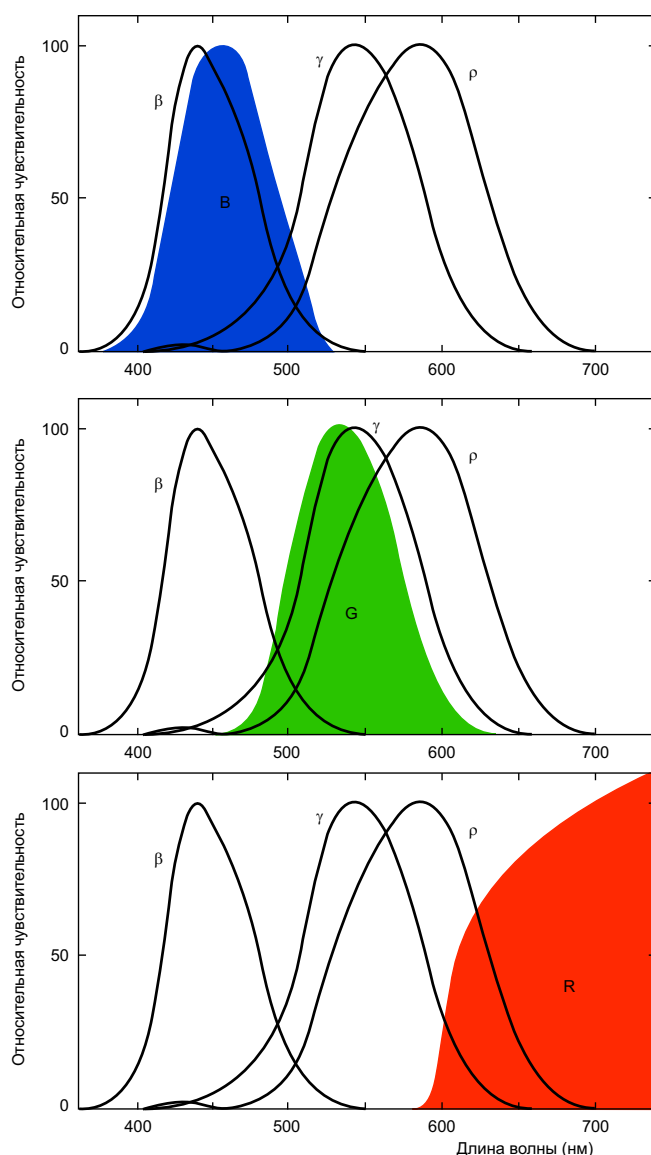 Относительная чувствительность
100
50
0
β
γ
ρ
B
400
500
600
700
Относительная чувствительность
100
50
0
β
γ
ρ
G
400
500
600
700
Относительная чувствительность
100
50
0
β
γ
ρ
R
400
500
600
700
Длина волны (нм)